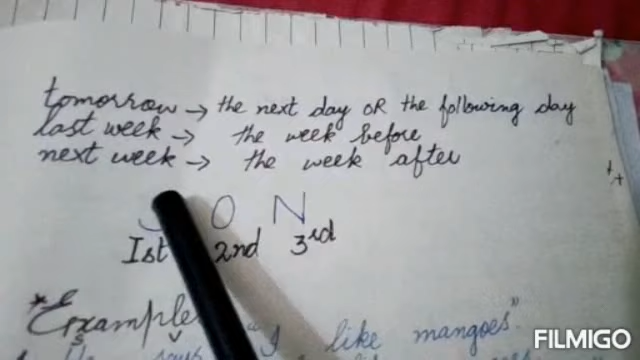 tomorrow → the next day OR the following day
last week → the week before
next week → the week after
O N
Ist 2nd 3rd
*Example
"I like mangoes".
says
FILMIGO